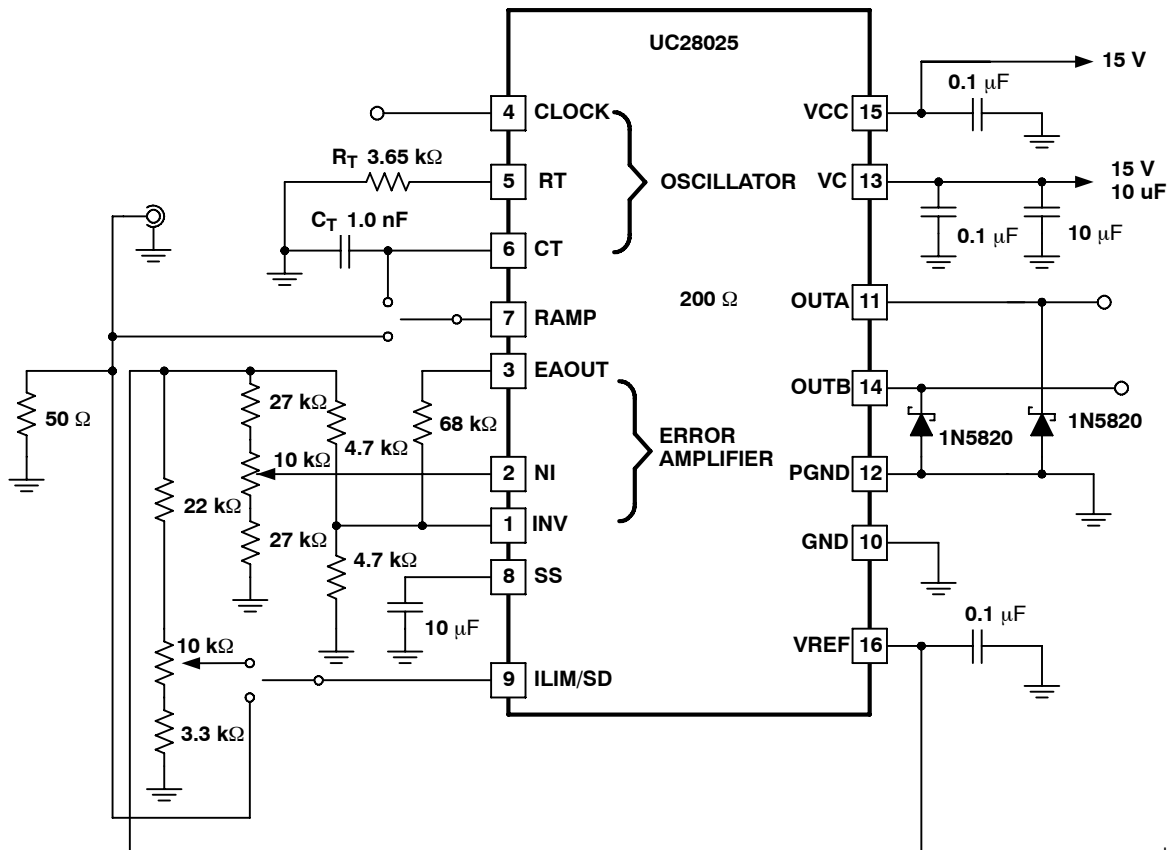 UC28025
15 V
0.1 μF
4 CLOCK
VCC 15
RT 3.65 kΩ
5 RT
OSCILLATOR
VC 13
15 V
10 uF
CT 1.0 nF
0.1 μF
10 μF
6 CT
200 Ω
OUTA 11
7 RAMP
3 EAOUT
OUTB 14
27 kΩ
50 Ω
68 kΩ
4.7 kΩ
ERROR
AMPLIFIER
1N5820
1N5820
10 kΩ
2 NI
PGND 12
22 kΩ
1 INV
27 kΩ
GND 10
4.7 kΩ
8 SS
10 μF
0.1 μF
10 kΩ
VREF 16
9 ILIM/SD
3.3 kΩ